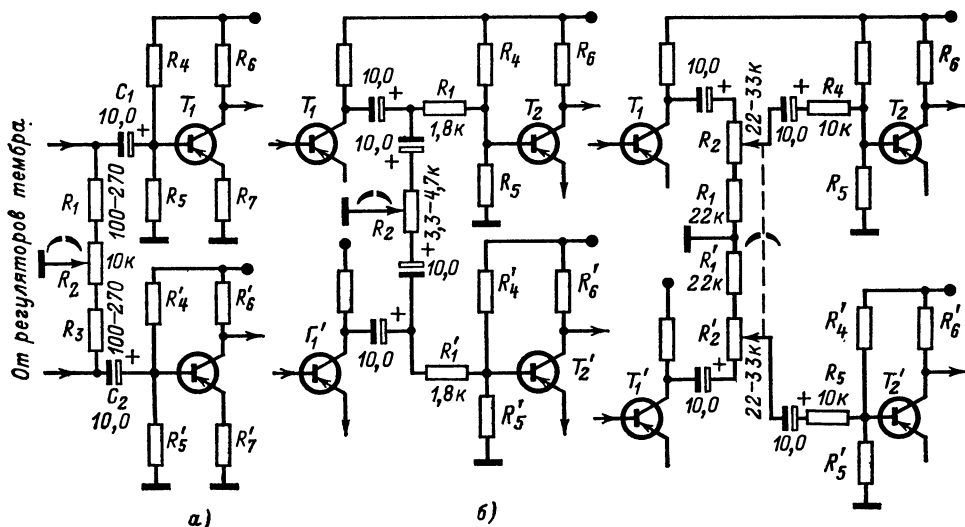 От регуляторов тембра
C1
10,0
+
R4
R6
T1
R1
100–270
R5
R7
R2
10к
R3
100–270
R'4
R'6
C2
10,0
+
R'5
R'7
а)
T1
10,0
+
R1
1,8к
R4
R6
T2
10,0
+
R5
R2
3,3–4,7к
+
10,0
Г'1
+
10,0
R'1
1,8к
R'4
R'6
T'2
R'5
б)
T1
10,0
+
22–33к
R2
+
10,0
R4
10к
R6
T2
R1
22к
R5
R'1
22к
R'2
22–33к
T'1
10,0
+
+
10,0
R5
10к
R'4
R'6
T'2
R'5